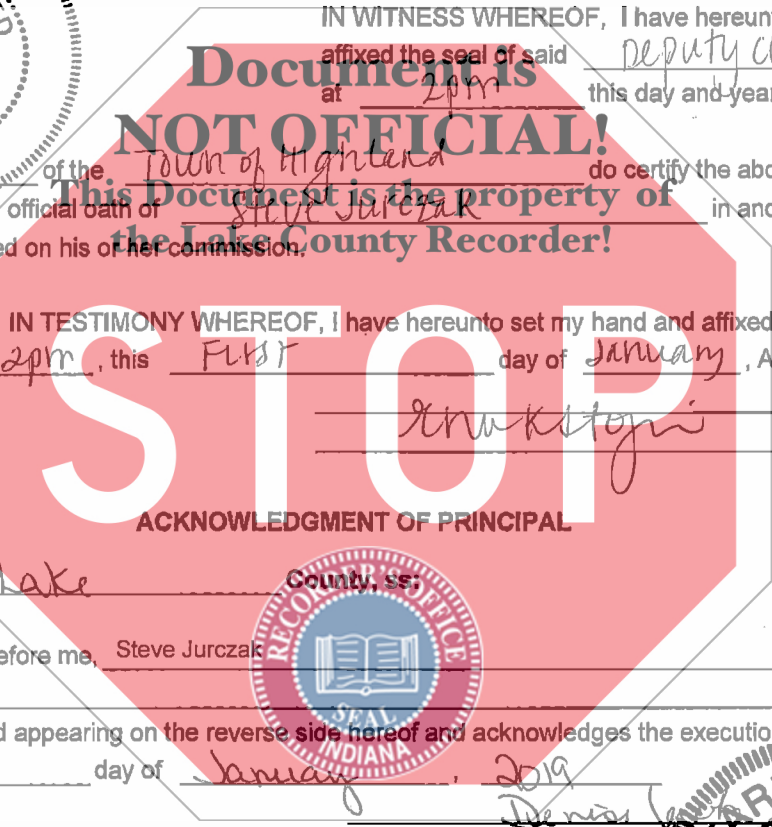 IN WITNESS WHEREOF, I have hereunt
affixed the seal of said Deputy C
at 2pm this day and year
Document is
NOT OFFICIAL!
This Document is the property of
the Lake County Recorder!
of the Town of Highland do certify the abo
official oath of Steve Jurczak in and
ed on his or her commission.
IN TESTIMONY WHEREOF, I have hereunto set my hand and affixed
2pm, this First day of January, A
STOP
ACKNOWLEDGMENT OF PRINCIPAL
Lake County, ss:
efore me, Steve Jurczak
d appearing on the reverse side hereof and acknowledges the executio
day of January, 2019
RECORDER'S OFFICE
SEAL
INDIANA